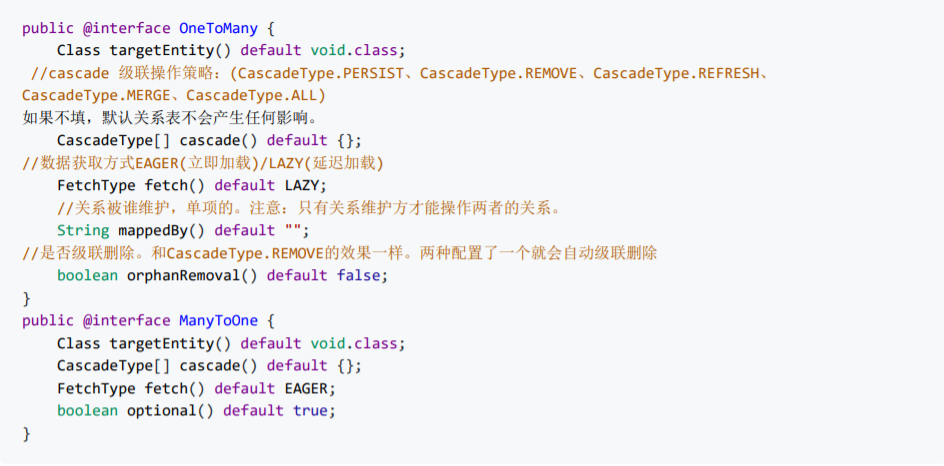 public @interface OneToMany {
    Class targetEntity() default void.class;
 //cascade 级联操作策略：(CascadeType.PERSIST、CascadeType.REMOVE、CascadeType.REFRESH、
CascadeType.MERGE、CascadeType.ALL)
如果不填，默认关系表不会产生任何影响。
    CascadeType[] cascade() default {};
//数据获取方式EAGER(立即加载)/LAZY(延迟加载)
    FetchType fetch() default LAZY;
    //关系被谁维护，单项的。注意：只有关系维护方才能操作两者的关系。
    String mappedBy() default "";
//是否级联删除。和CascadeType.REMOVE的效果一样。两种配置了一个就会自动级联删除
    boolean orphanRemoval() default false;
}
public @interface ManyToOne {
    Class targetEntity() default void.class;
    CascadeType[] cascade() default {};
    FetchType fetch() default EAGER;
    boolean optional() default true;
}